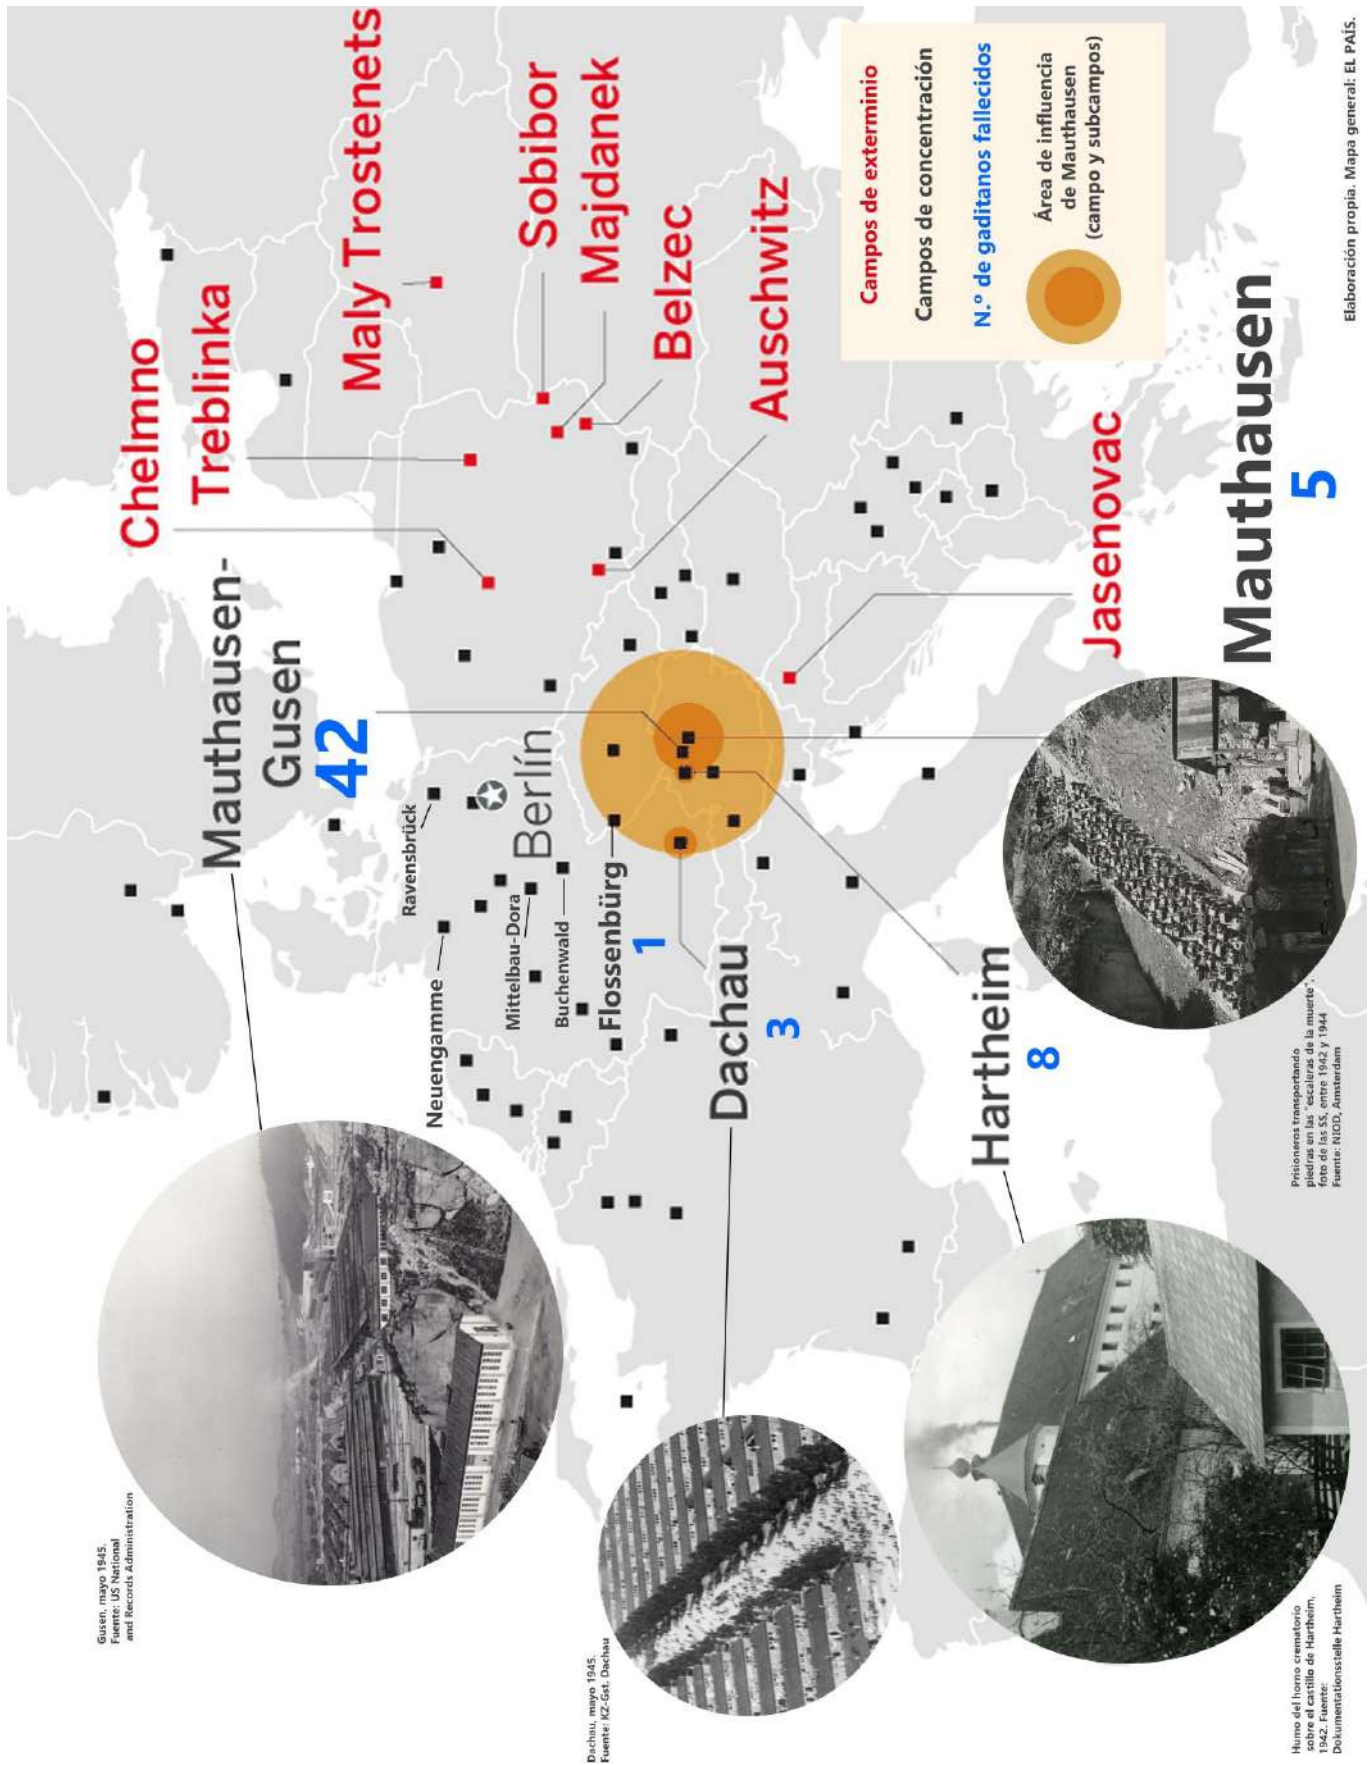 Gusen, mayo 1945.
Fuente: US National
and Records Administration
Mauthausen-
Gusen
42
Chelmno
Treblinka
Maly Trostenets
Sobibor
Majdanek
Belzec
Auschwitz
Ravensbrück
Berlín
Neuengamme
Mittelbau-Dora
Buchenwald
Flossenbürg
1
Dachau
3
Dachau, mayo 1945.
Fuente: KZ-Gst. Dachau
Hartheim
8
Jasenovac
Mauthausen
5
Campos de exterminio
Campos de concentración
N.º de gaditanos fallecidos
Área de influencia
de Mauthausen
(campo y subcampos)
Humo del horno crematorio
sobre el castillo de Hartheim,
1942. Fuente:
Dokumentationsstelle Hartheim
Prisioneros transportando
piedras en las "escaleras de la muerte",
foto de las SS, entre 1942 y 1944
Fuente: NIOD, Amsterdam
Elaboración propia. Mapa general: EL PAÍS.